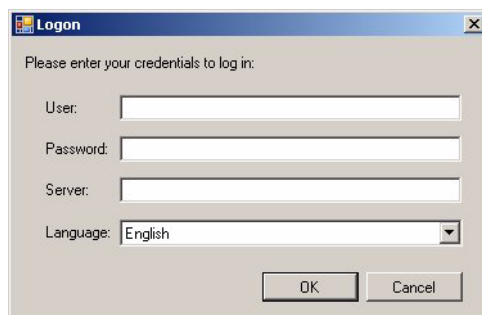 Logon
Please enter your credentials to log in:
User:
Password:
Server:
Language: English
OK Cancel